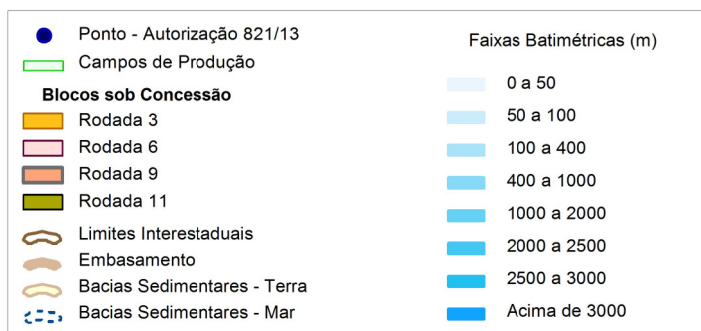 Ponto - Autorização 821/13
Campos de Produção
Blocos sob Concessão
Rodada 3
Rodada 6
Rodada 9
Rodada 11
Limites Interestaduais
Embasamento
Bacias Sedimentares - Terra
Bacias Sedimentares - Mar
Faixas Batimétricas (m)
0 a 50
50 a 100
100 a 400
400 a 1000
1000 a 2000
2000 a 2500
2500 a 3000
Acima de 3000